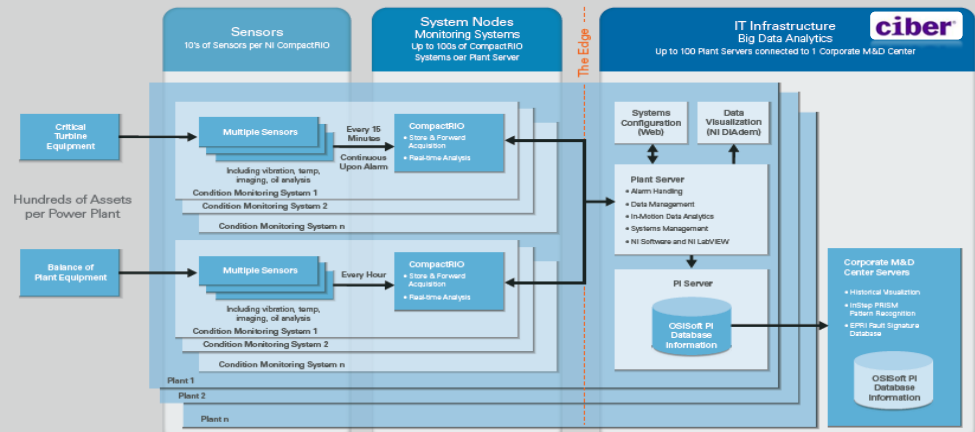 Sensors
10's of Sensors per NI CompactRIO
System Nodes
Monitoring Systems
Up to 100s of CompactRIO
Systems oer Plant Server
The Edge
IT Infrastructure
Big Data Analytics
Up to 100 Plant Servers connected to 1 Corporate M&D Center
ciber
Critical
Turbine
Equipment
Hundreds of Assets
per Power Plant
Balance of
Plant Equipment
Multiple Sensors
Including vibration, temp,
imaging, oil analysis
Every 15
Minutes
Continuous
Upon Alarm
CompactRIO
• Store & Forward
Acquisition
• Real-time Analysis
Condition Monitoring System 1
Condition Monitoring System 2
Condition Monitoring System n
Multiple Sensors
Including vibration, temp,
imaging, oil analysis
Every Hour
CompactRIO
• Store & Forward
Acquisition
• Real-time Analysis
Condition Monitoring System 1
Condition Monitoring System 2
Condition Monitoring System n
Plant 1
Plant 2
Plant n
Systems
Configuration
(Web)
Data
Visualization
(NI DIAdem)
Plant Server
• Alarm Handling
• Data Management
• In-Motion Data Analytics
• Systems Management
• NI Software and NI LabVIEW
PI Server
OSISoft PI
Database
Information
Corporate M&D
Center Servers
• Historical Visualization
• InStep PRISM
Pattern Recognition
• EPRI Fault Signature
Database
OSISoft PI
Database
Information